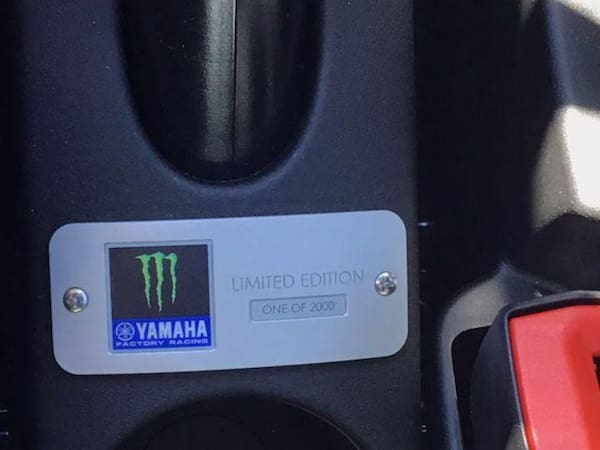 YAMAHA
FACTORY RACING
LIMITED EDITION
ONE OF 2000